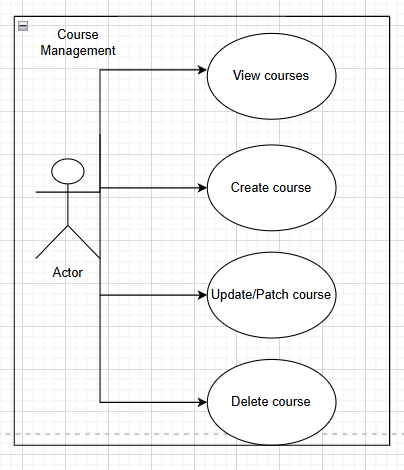 Course
Management
View courses
Create course
Actor
Update/Patch course
Delete course